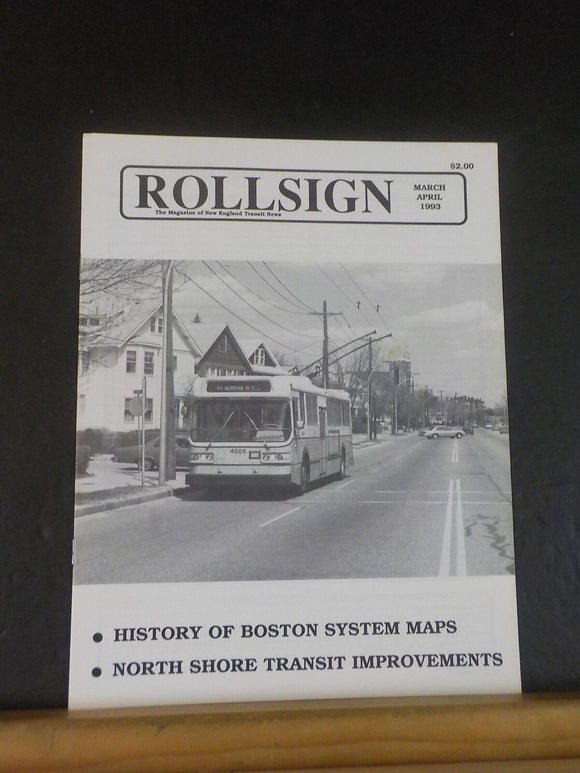 $2.00
ROLLSIGN
The Magazine of New England Transit News
MARCH
APRIL
1993
4005
• HISTORY OF BOSTON SYSTEM MAPS
• NORTH SHORE TRANSIT IMPROVEMENTS